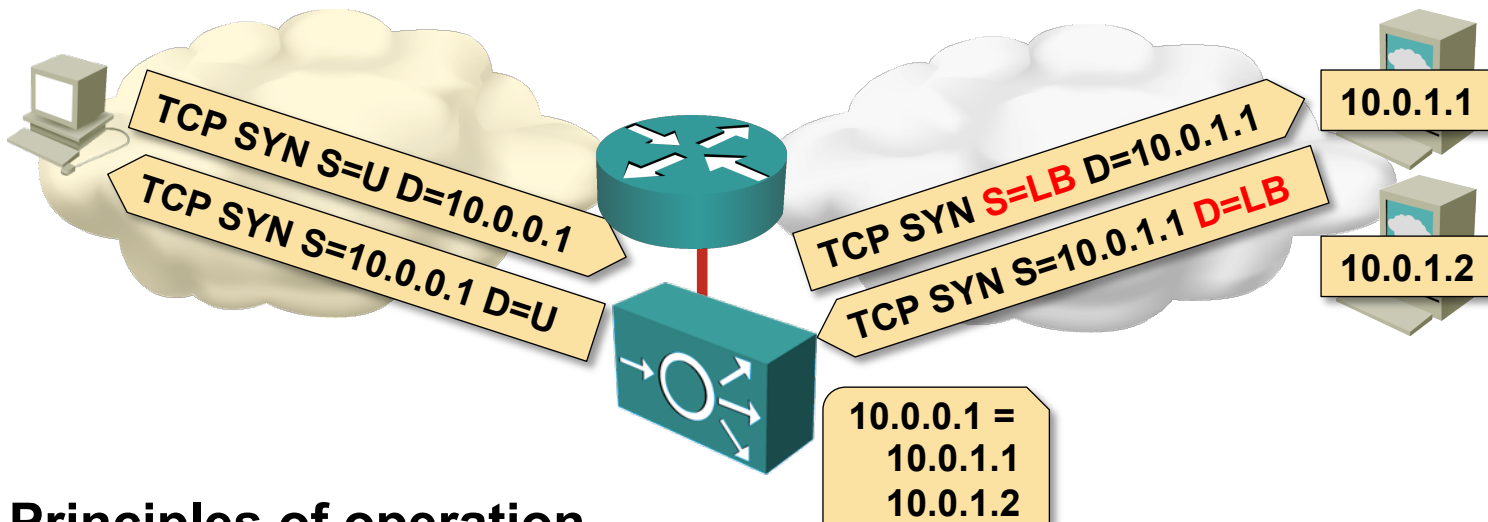 TCP SYN S=U D=10.0.0.1
TCP SYN S=10.0.0.1 D=U
TCP SYN S=LB D=10.0.1.1
TCP SYN S=10.0.1.1 D=LB
10.0.1.1
10.0.1.2
10.0.0.1 =
10.0.1.1
10.0.1.2
Principles of operation